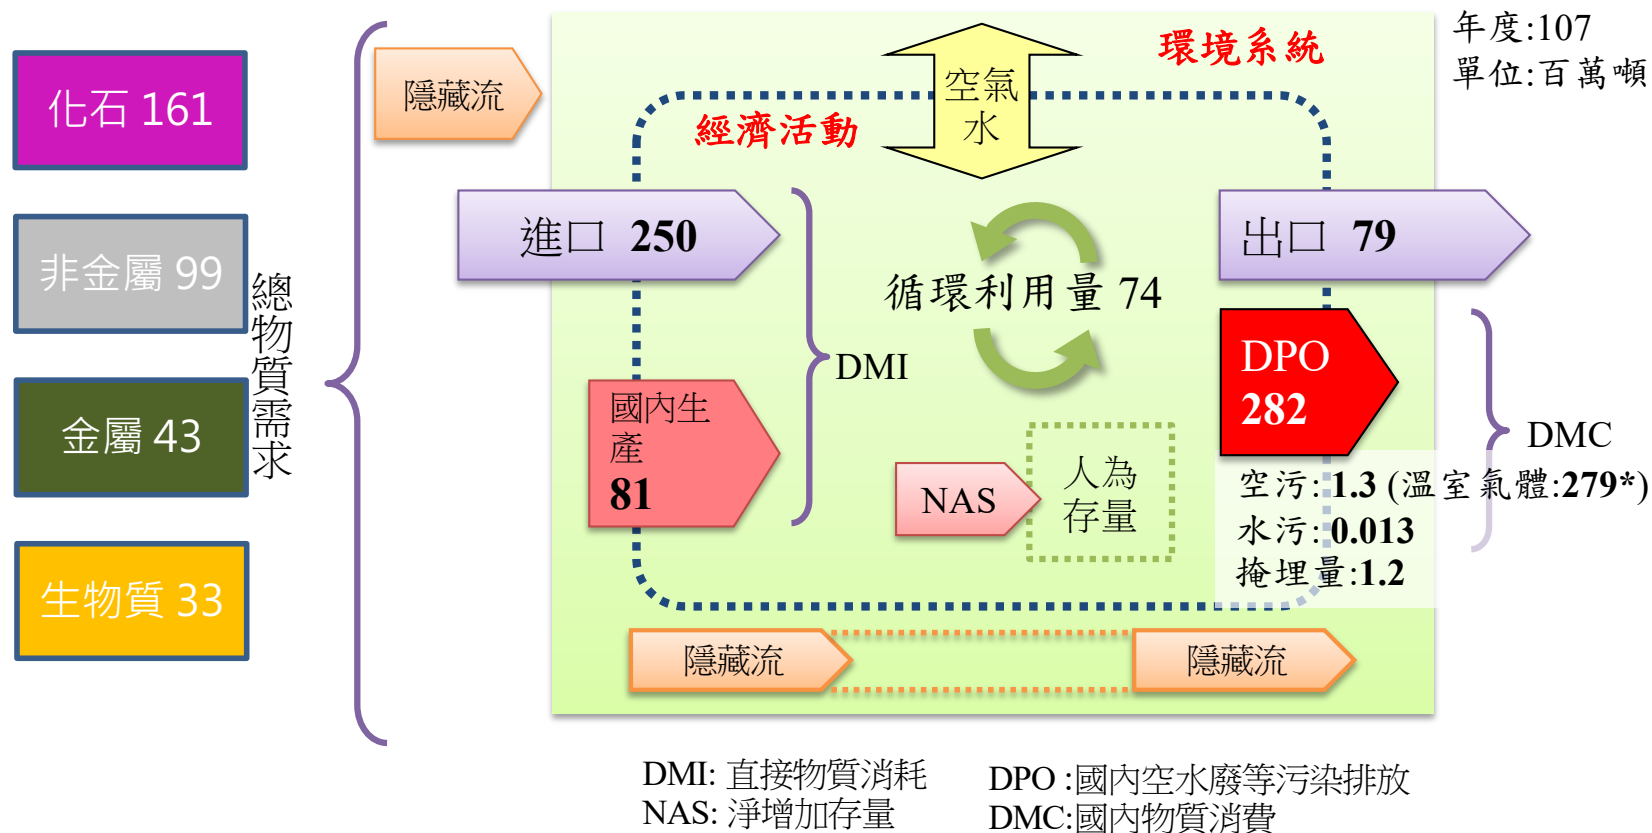 年度:107
單位:百萬噸
化石 161
非金屬 99
金屬 43
生物質 33
總物質需求
隱藏流
環境系統
經濟活動
空氣
水
進口 250
國內生
產
81
DMI
循環利用量 74
NAS
人為
存量
出口 79
DPO
282
DMC
空污: 1.3 (溫室氣體:279*)
水污: 0.013
掩埋量:1.2
隱藏流
隱藏流
DMI: 直接物質消耗
DPO :國內空水廢等污染排放
NAS: 淨增加存量
DMC:國內物質消費